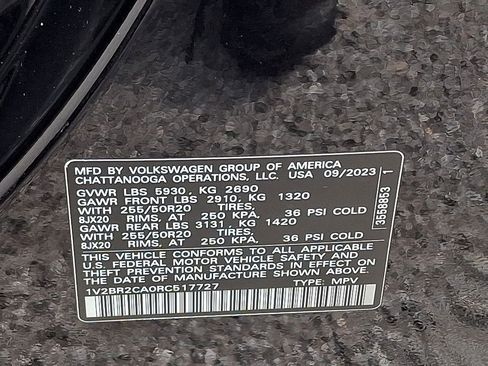 MFD. BY VOLKSWAGEN GROUP OF AMERICA
CHATTANOOGA OPERATIONS, LLC. USA 09/2023
GVWR LBS 5930, KG 2690
GAWR FRONT LBS 2910, KG 1320
WITH 255/50R20 TIRES,
8JX20 RIMS, AT 250 KPA, 36 PSI COLD
GAWR REAR LBS 3131, KG 1420
WITH 255/50R20 TIRES,
8JX20 RIMS, AT 250 KPA, 36 PSI COLD
THIS VEHICLE CONFORMS TO ALL APPLICABLE
U.S. FEDERAL MOTOR VEHICLE SAFETY AND
THEFT PREVENTION STANDARDS IN EFFECT ON
THE DATE OF MANUFACTURE SHOWN ABOVE.
1V2BR2CA0RC517727 TYPE: MPV
3558853 1